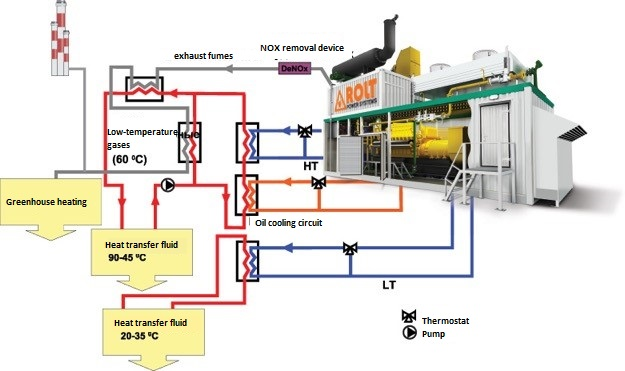 NOX removal device
exhaust fumes
DeNOx
ROLT
POWER SYSTEMS
Low-temperature
gases
(60 ºC)
HT
Greenhouse heating
Oil cooling circuit
Heat transfer fluid
90-45 ºC
LT
Heat transfer fluid
20-35 ºC
Thermostat
Pump